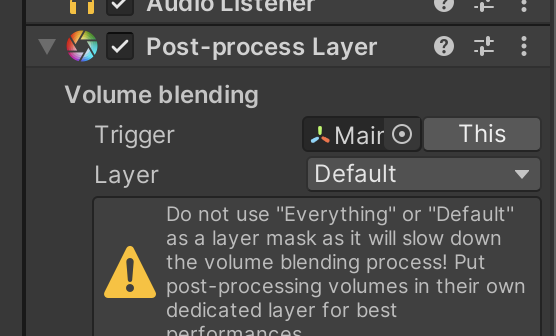 Audio Listener
Post-process Layer
Volume blending
Trigger Main This
Layer Default
Do not use "Everything" or "Default"
as a layer mask as it will slow down
the volume blending process! Put
post-processing volumes in their own
dedicated layer for best
performances